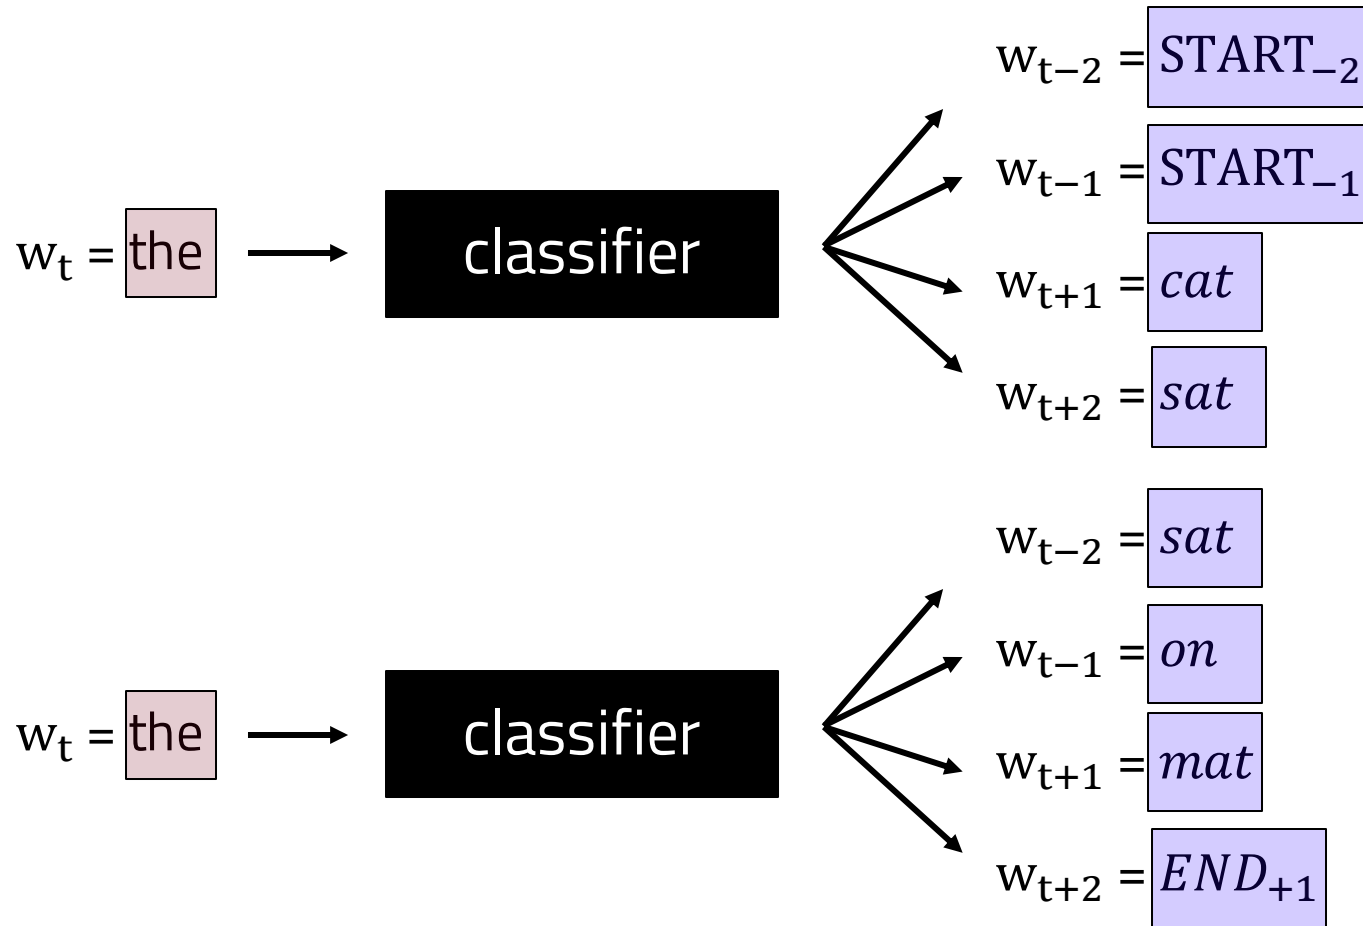 w_{t−2} = START_{−2}
w_{t−1} = START_{−1}
w_t = the
classifier
w_{t+1} = cat
w_{t+2} = sat
w_{t−2} = sat
w_{t−1} = on
w_t = the
classifier
w_{t+1} = mat
w_{t+2} = END_{+1}